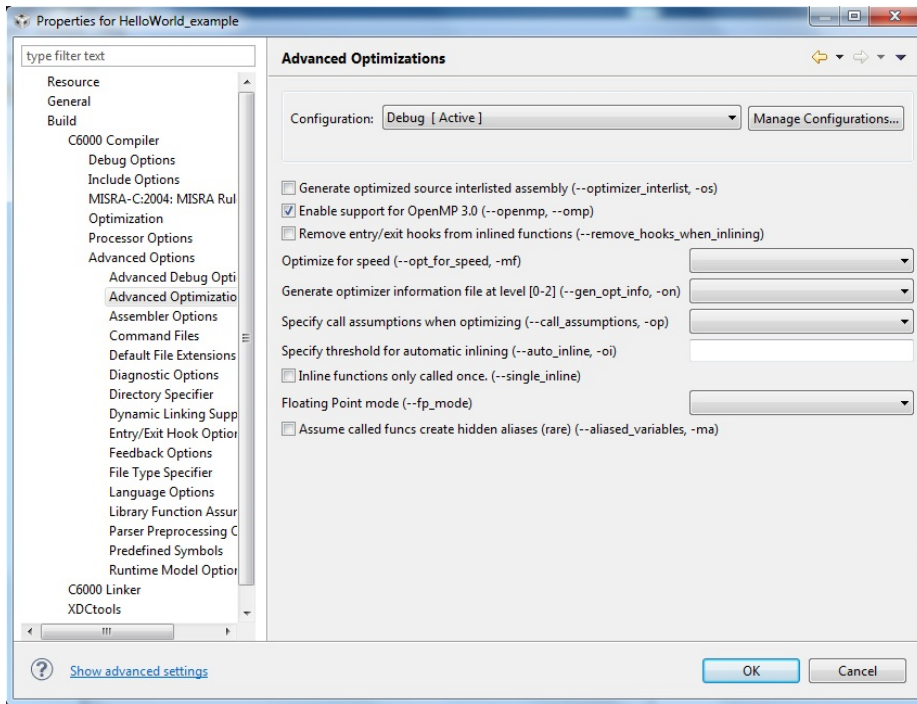 Properties for HelloWorld_example
type filter text
Resource
General
Build
C6000 Compiler
Debug Options
Include Options
MISRA-C:2004: MISRA Rul
Optimization
Processor Options
Advanced Options
Advanced Debug Opti
Advanced Optimizatio
Assembler Options
Command Files
Default File Extensions
Diagnostic Options
Directory Specifier
Dynamic Linking Supp
Entry/Exit Hook Option
Feedback Options
File Type Specifier
Language Options
Library Function Assur
Parser Preprocessing C
Predefined Symbols
Runtime Model Option
C6000 Linker
XDCtools
Advanced Optimizations
Configuration: Debug [ Active ] Manage Configurations...
Generate optimized source interlisted assembly (--optimizer_interlist, -os)
Enable support for OpenMP 3.0 (--openmp, --omp)
Remove entry/exit hooks from inlined functions (--remove_hooks_when_inlining)
Optimize for speed (--opt_for_speed, -mf)
Generate optimizer information file at level [0-2] (--gen_opt_info, -on)
Specify call assumptions when optimizing (--call_assumptions, -op)
Specify threshold for automatic inlining (--auto_inline, -oi)
Inline functions only called once. (--single_inline)
Floating Point mode (--fp_mode)
Assume called funcs create hidden aliases (rare) (--aliased_variables, -ma)
Show advanced settings
OK Cancel